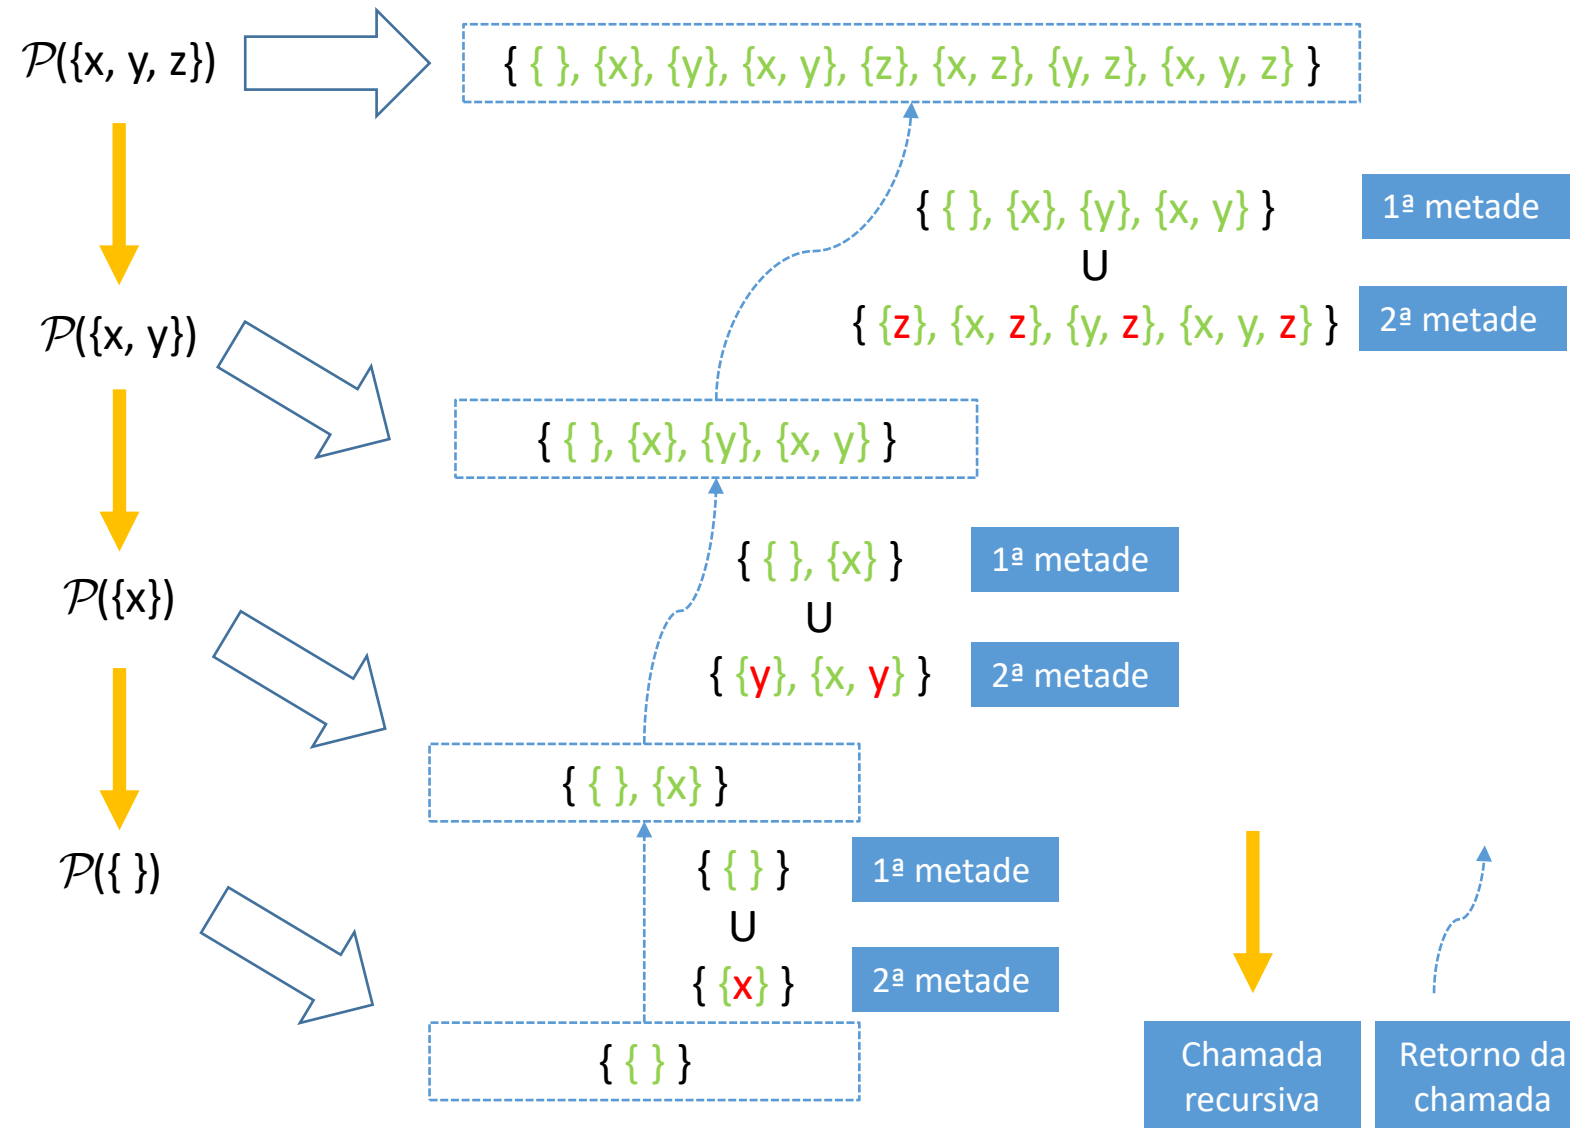 𝒫({x, y, z})
{ { }, {x}, {y}, {x, y}, {z}, {x, z}, {y, z}, {x, y, z} }
{ { }, {x}, {y}, {x, y} }
1ª metade
U
{ {z}, {x, z}, {y, z}, {x, y, z} }
2ª metade
𝒫({x, y})
{ { }, {x}, {y}, {x, y} }
{ { }, {x} }
1ª metade
U
{ {y}, {x, y} }
2ª metade
𝒫({x})
{ { }, {x} }
{ { } }
1ª metade
U
{ {x} }
2ª metade
𝒫({ })
{ { } }
Chamada
recursiva
Retorno da
chamada